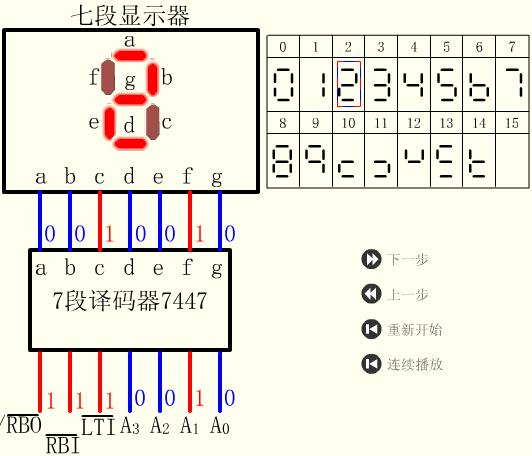 七段显示器
0 1 2 3 4 5 6 7
a
f g b
e d c
8 9 10 11 12 13 14 15
a b c d e f g
0 0 1 0 0 1 0
a b c d e f g
7段译码器7447
下一步
上一步
重新开始
连续播放
1 1 1 0 0 1 0
/RBO RBI LTI A3 A2 A1 A0